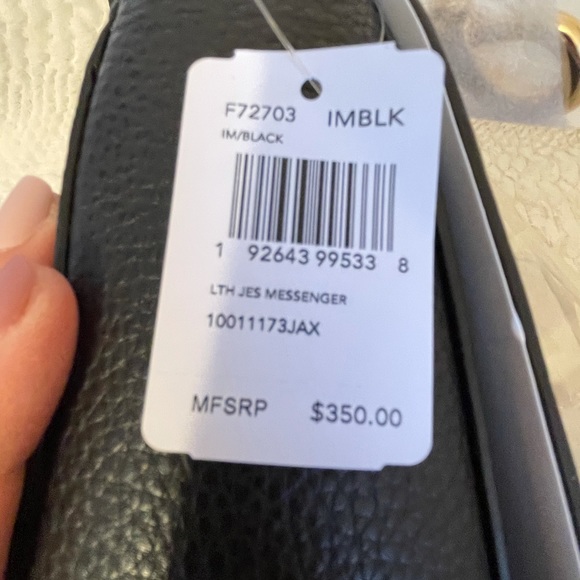 F72703 IMBLK
IM/BLACK
1 92643 99533 8
LTH JES MESSENGER
10011173JAX
MFSRP $350.00